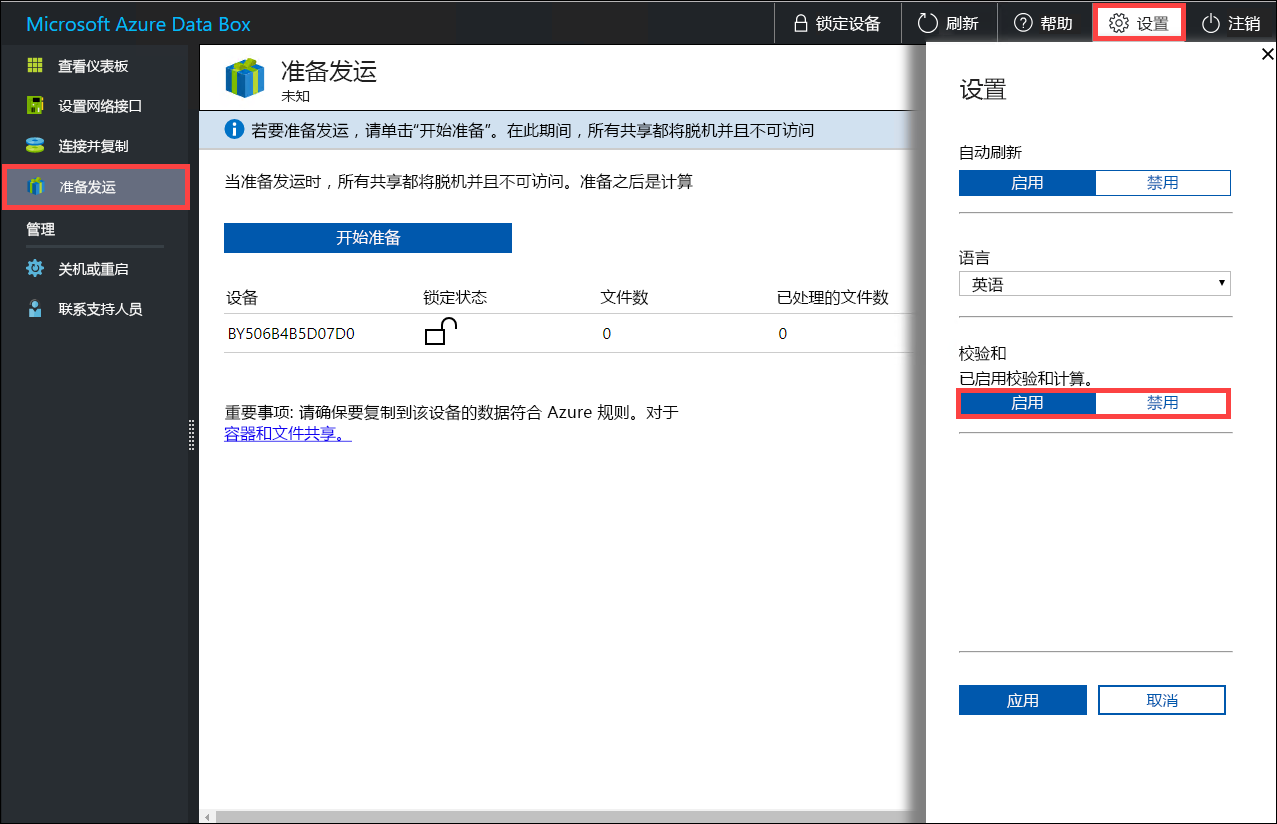 Microsoft Azure Data Box
锁定设备
刷新
帮助
设置
注销
查看仪表板
设置网络接口
连接并复制
准备发运
管理
关机或重启
联系支持人员
准备发运
未知
若要准备发运，请单击“开始准备”。在此期间，所有共享都将脱机并且不可访问
当准备发运时，所有共享都将脱机并且不可访问。准备之后是计算
开始准备
设备 锁定状态 文件数 已处理的文件数
BY506B4B5D07D0 0 0
重要事项: 请确保要复制到该设备的数据符合 Azure 规则。对于
容器和文件共享。
设置
自动刷新
启用 禁用
语言
英语
校验和
已启用校验和计算。
启用 禁用
应用 取消